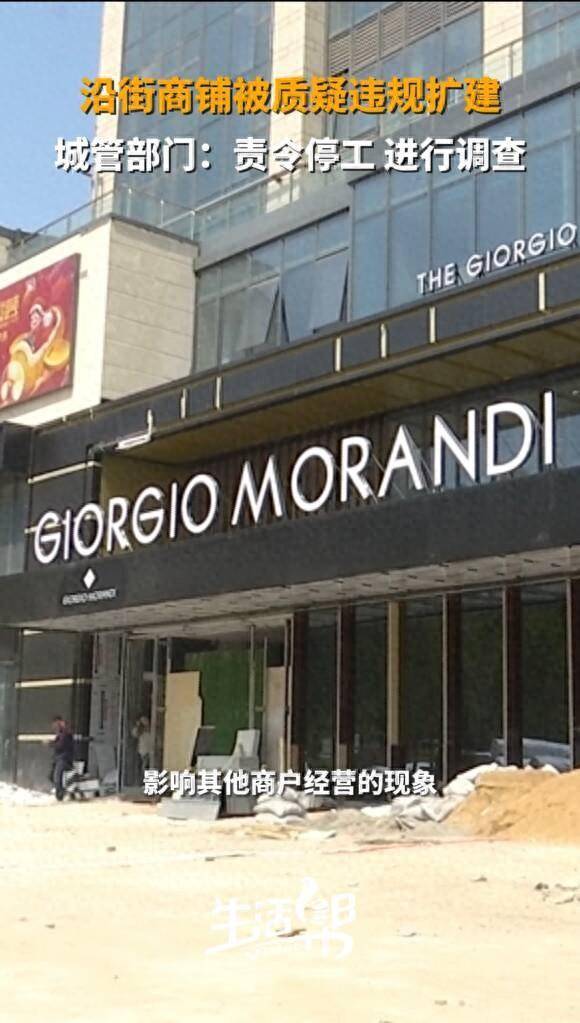 沿街商铺被质疑违规扩建
城管部门：责令停工 进行调查
THE GIORGIO
GIORGIO MORANDI
GIORGIO MORANDI
影响其他商户经营的现象
生活帮